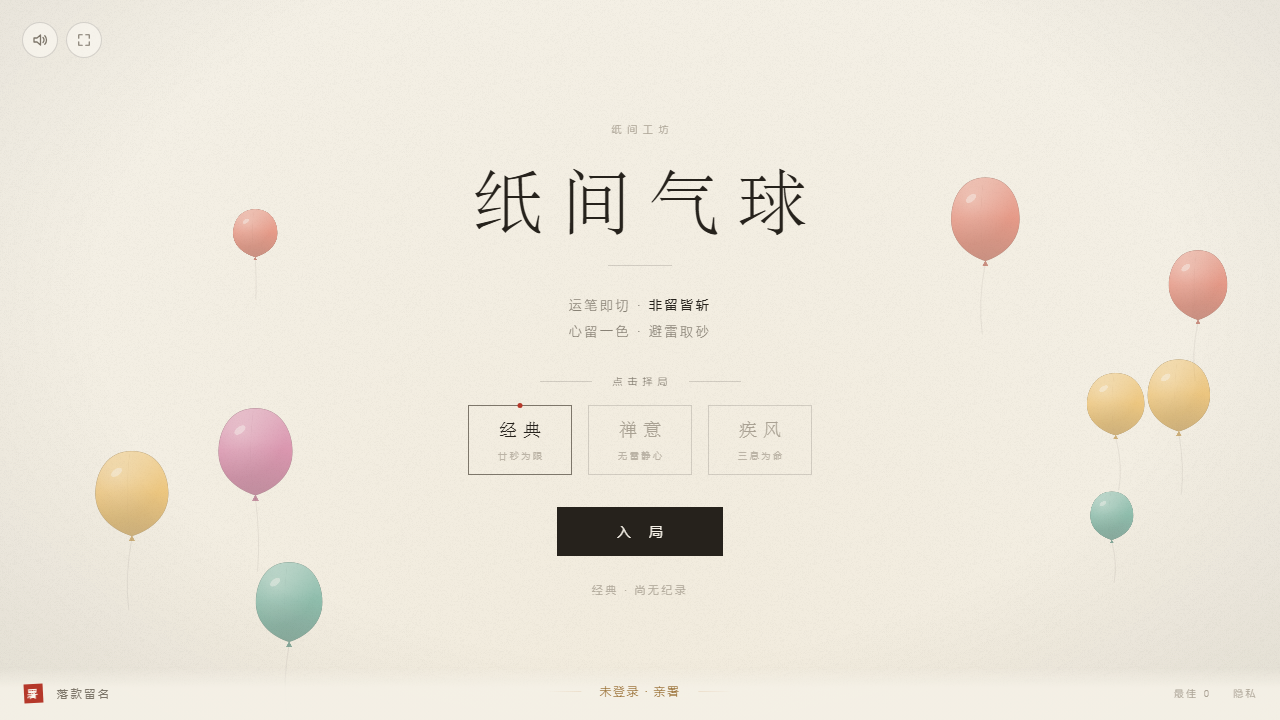 纸间工坊
纸间气球
运笔即切 · 非留皆斩
心留一色 · 避雷取砂
点击择局
经典
廿秒为限
禅意
无雷静心
疾风
三息为命
入局
经典 · 尚无纪录
署 落款留名
未登录 · 亲署
最佳 0 隐私